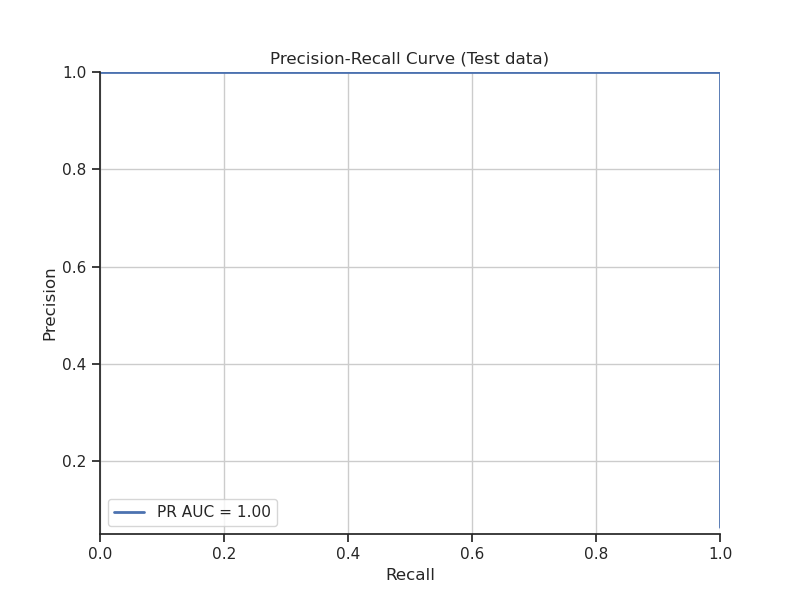 Precision-Recall Curve (Test data)
1.0
0.8
0.6
0.4
0.2
Precision
PR AUC = 1.00
0.0 0.2 0.4 0.6 0.8 1.0
Recall